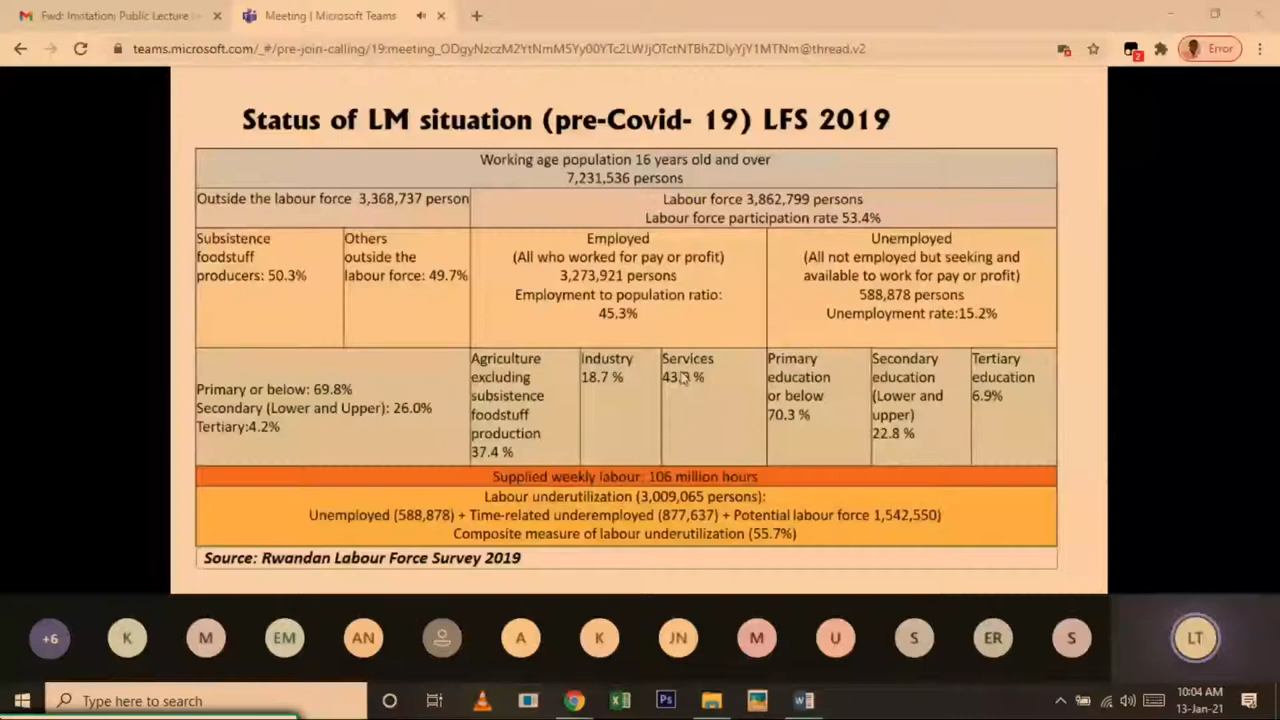 Fwd: Invitation: Public Lecture
Meeting | Microsoft Teams
teams.microsoft.com/_#/pre-join-calling/19:meeting_ODgyNzczM2YtNmM5Yy00YTc2LWJjOTctNTBhZDlyYjY1MTNm@thread.v2
2
Error
Status of LM situation (pre-Covid- 19) LFS 2019
Working age population 16 years old and over
7,231,536 persons
Outside the labour force 3,368,737 person
Labour force 3,862,799 persons
Labour force participation rate 53.4%
Subsistence
foodstuff
producers: 50.3%
Others
outside the
labour force: 49.7%
Employed
(All who worked for pay or profit)
3,273,921 persons
Employment to population ratio:
45.3%
Unemployed
(All not employed but seeking and
available to work for pay or profit)
588,878 persons
Unemployment rate:15.2%
Primary or below: 69.8%
Secondary (Lower and Upper): 26.0%
Tertiary:4.2%
Agriculture
excluding
subsistence
foodstuff
production
37.4 %
Industry
18.7 %
Services
Primary
education
or below
70.3 %
Secondary
education
(Lower and
upper)
22.8 %
Tertiary
education
6.9%
Supplied weekly labour: 106 million hours
Labour underutilization (3,009,065 persons):
Unemployed (588,878) + Time-related underemployed (877,637) + Potential labour force 1,542,550)
Composite measure of labour underutilization (55.7%)
Source: Rwandan Labour Force Survey 2019
+6
K
M
EM
AN
A
K
JN
M
U
S
ER
S
LT
Type here to search
Ps
10:04 AM
13-Jan-21